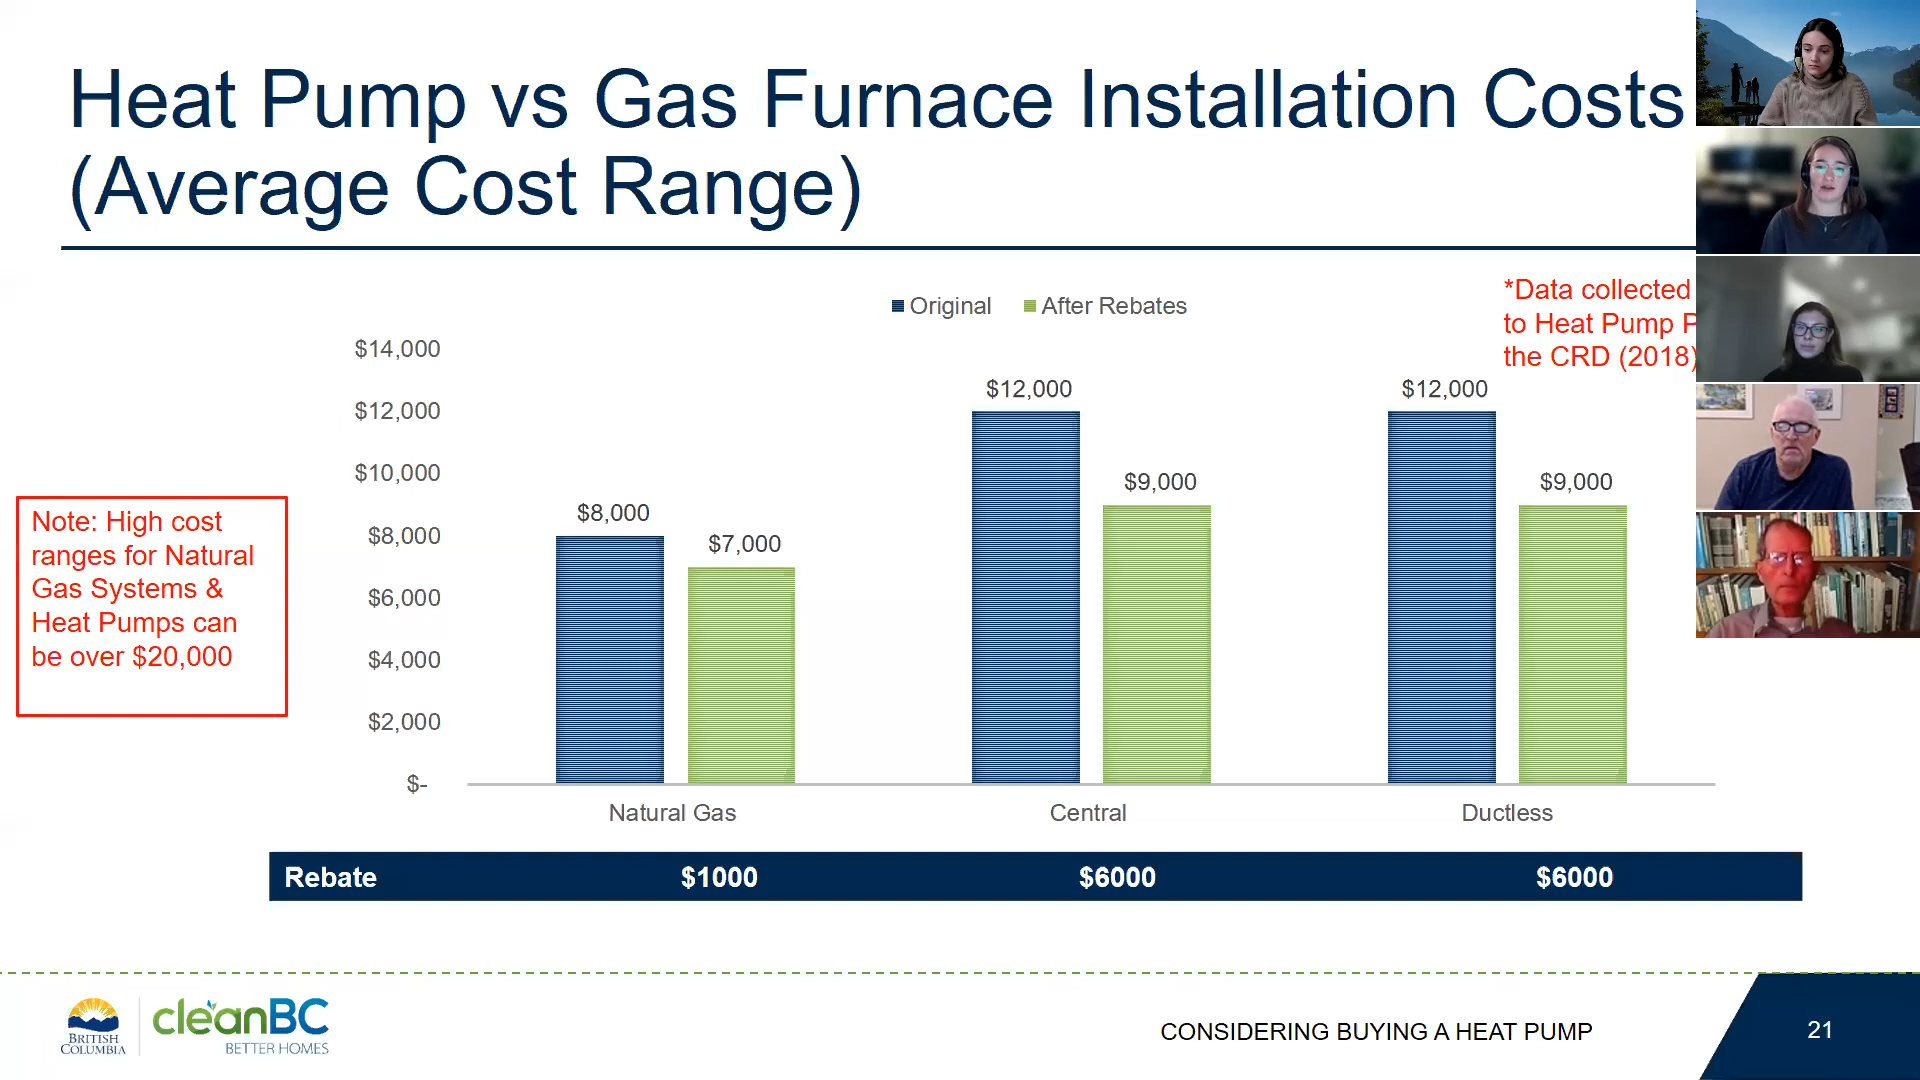 Heat Pump vs Gas Furnace Installation Costs
(Average Cost Range)
*Data collected
to Heat Pump
the CRD (2018)
Original
After Rebates
$14,000
$12,000
$10,000
$8,000
$6,000
$4,000
$2,000
$-
$8,000
$7,000
$12,000
$9,000
$12,000
$9,000
Natural Gas
Central
Ductless
Note: High cost
ranges for Natural
Gas Systems &
Heat Pumps can
be over $20,000
Rebate $1000 $6000 $6000
BRITISH
COLUMBIA
cleanBC
BETTER HOMES
CONSIDERING BUYING A HEAT PUMP
21